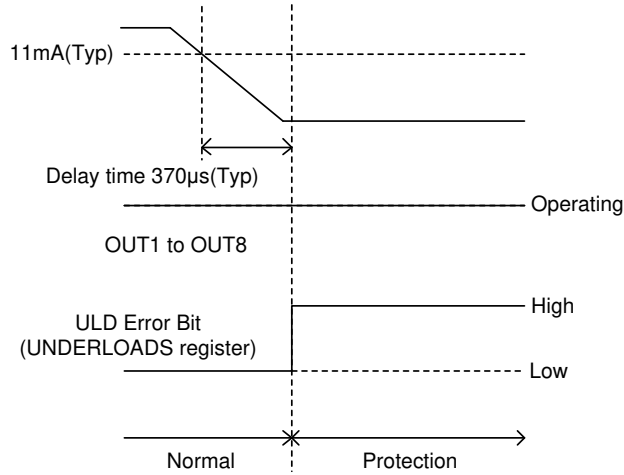 11mA(Typ)
Delay time 370µs(Typ)
Operating
OUT1 to OUT8
High
ULD Error Bit
(UNDERLOADS register)
Low
Normal
Protection